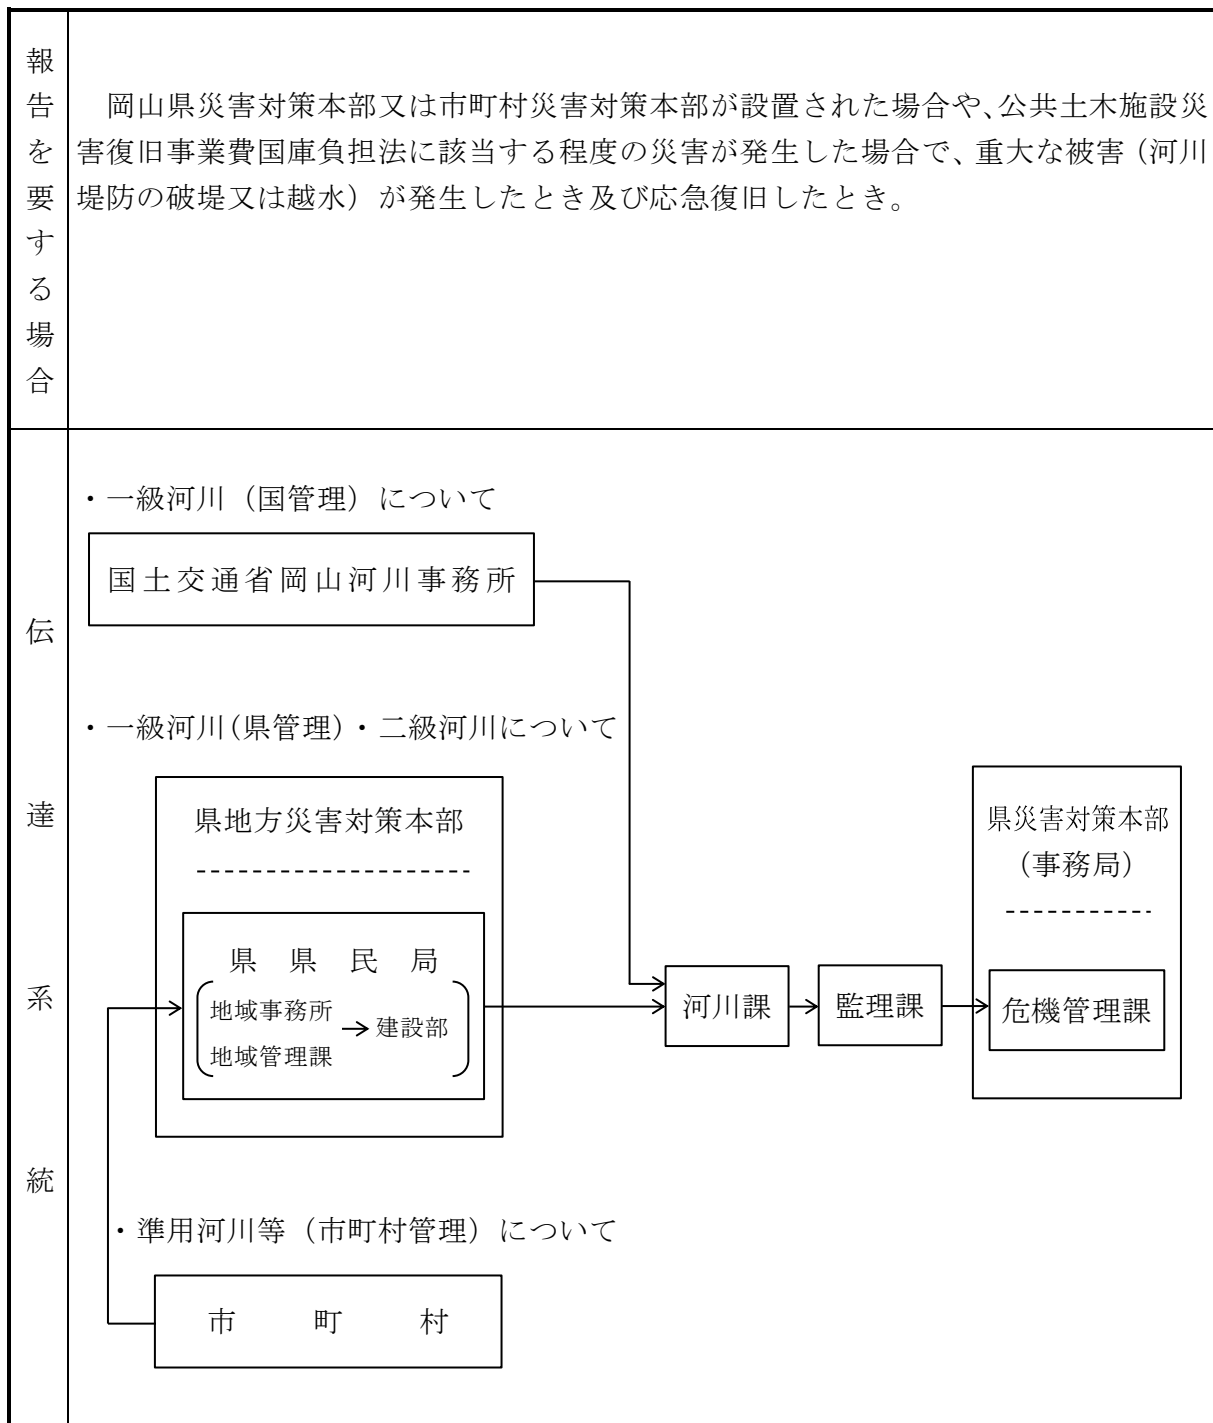 報告を要する場合
岡山県災害対策本部又は市町村災害対策本部が設置された場合や、公共土木施設災
害復旧事業費国庫負担法に該当する程度の災害が発生した場合で、重大な被害（河川
堤防の破堤又は越水）が発生したとき及び応急復旧したとき。
伝達系統
・一級河川（国管理）について
国土交通省岡山河川事務所
・一級河川(県管理)・二級河川について
県地方災害対策本部
県県民局
地域事務所
地域管理課
建設部
河川課
監理課
県災害対策本部
（事務局）
危機管理課
・準用河川等（市町村管理）について
市町村